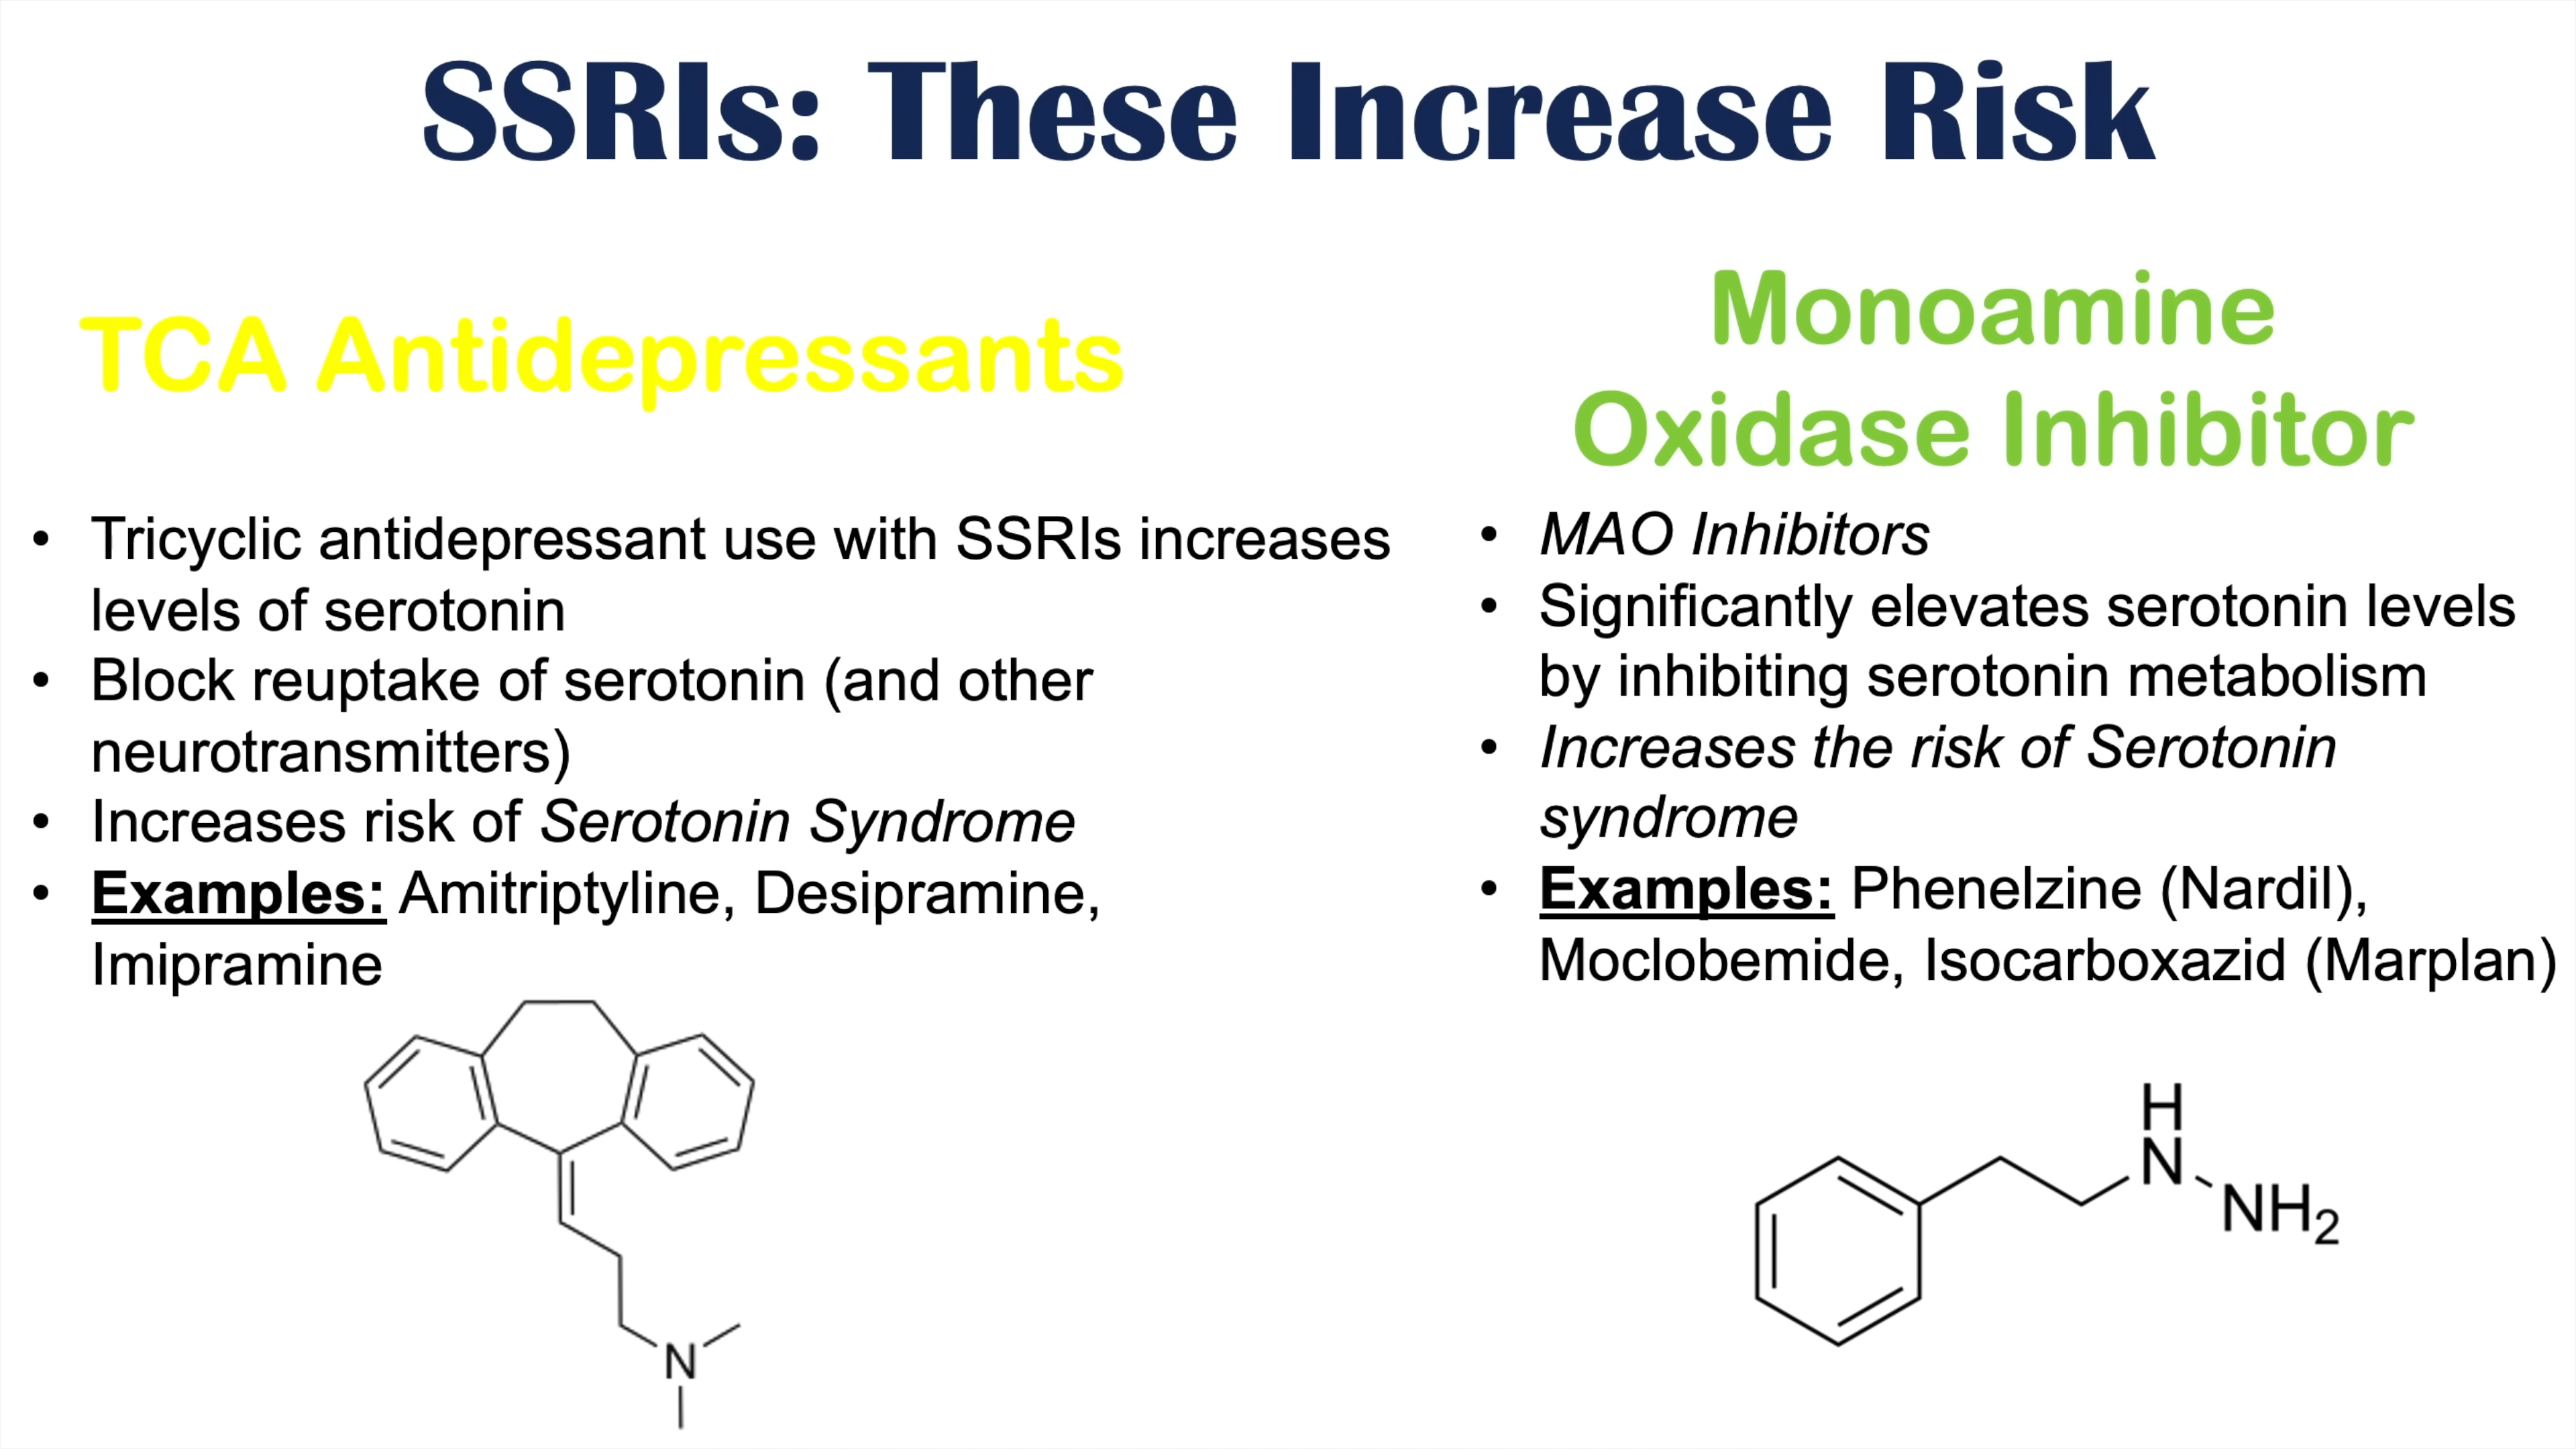 SSRIs: These Increase Risk
TCA Antidepressants
• Tricyclic antidepressant use with SSRIs increases
levels of serotonin
• Block reuptake of serotonin (and other
neurotransmitters)
• Increases risk of Serotonin Syndrome
• Examples: Amitriptyline, Desipramine,
Imipramine
N
Monoamine
Oxidase Inhibitor
• MAO Inhibitors
• Significantly elevates serotonin levels
by inhibiting serotonin metabolism
• Increases the risk of Serotonin
syndrome
• Examples: Phenelzine (Nardil),
Moclobemide, Isocarboxazid (Marplan)
H
N
NH₂